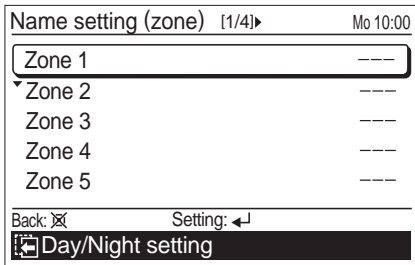 Name setting (zone) [1/4]▸ Mo 10:00
Zone 1 ---
Zone 2 ---
Zone 3 ---
Zone 4 ---
Zone 5 ---
Back: Setting: ↵
Day/Night setting